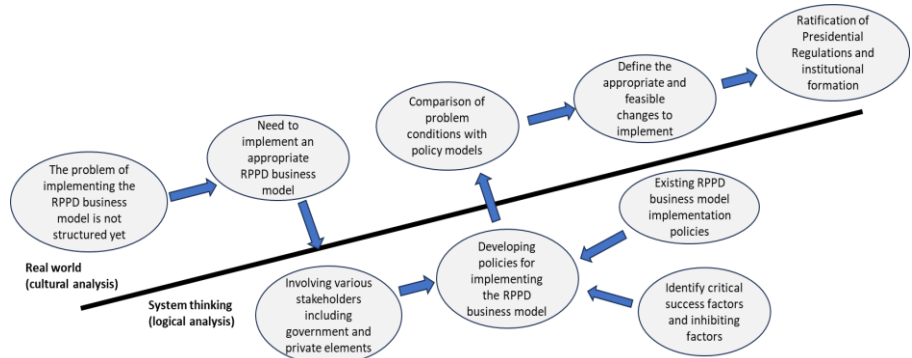 The problem of
implementing the
RPPD business
model is not
structured yet
Need to
implement an
appropriate
RPPD business
model
Comparison of
problem
conditions with
policy models
Define the
appropriate and
feasible
changes to
implement
Ratification of
Presidential
Regulations and
institutional
formation
Real world
(cultural analysis)
System thinking
(logical analysis)
Involving various
stakeholders
including
government and
private elements
Developing
policies for
implementing
the RPPD
business model
Existing RPPD
business model
implementation
policies
Identify critical
success factors
and inhibiting
factors